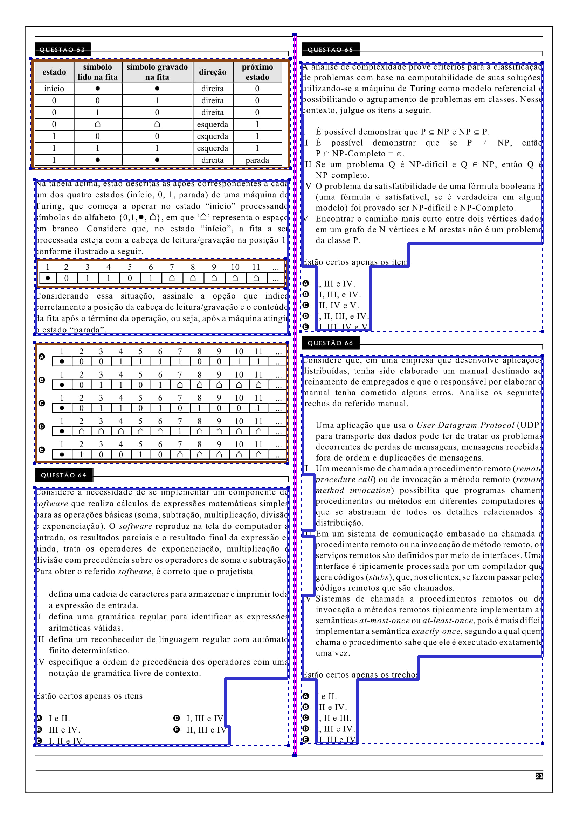 QUESTÃO 63
estado símbolo lido na fita símbolo gravado na fita direção próximo estado
início ● ● direita 0
0 0 1 direita 0
0 1 0 direita 0
0 ⌂ ⌂ esquerda 1
1 0 0 esquerda 1
1 1 1 esquerda 1
1 ● ● direita parada
Na tabela acima, estão descritas as ações correspondentes a cada
um dos quatro estados (início, 0, 1, parada) de uma máquina de
Turing, que começa a operar no estado "início" processando
símbolos do alfabeto {0,1,●, ⌂}, em que '⌂' representa o espaço
em branco. Considere que, no estado "início", a fita a ser
processada esteja com a cabeça de leitura/gravação na posição 1,
conforme ilustrado a seguir.
1 2 3 4 5 6 7 8 9 10 11 ...
● 0 1 1 0 1 ⌂ ⌂ ⌂ ⌂ ⌂ ...
Considerando essa situação, assinale a opção que indica
corretamente a posição da cabeça de leitura/gravação e o conteúdo
da fita após o término da operação, ou seja, após a máquina atingir
o estado "parada".
A 1 2 3 4 5 6 7 8 9 10 11 ...
● 1 0 1 1 1 1 0 0 1 1 ...
1 2 3 4 5 6 7 8 9 10 11 ...
● 0 1 1 0 1 ⌂ ⌂ ⌂ ⌂ ⌂ ...
1 2 3 4 5 6 7 8 9 10 11 ...
● 0 1 1 0 1 0 1 0 0 1 ...
1 2 3 4 5 6 7 8 9 10 11 ...
● ⌂ ⌂ ⌂ ⌂ ⌂ 1 ⌂ ⌂ ⌂ ⌂ ...
1 2 3 4 5 6 7 8 9 10 11 ...
● 1 0 0 1 0 ⌂ ⌂ ⌂ ⌂ ⌂ ...
QUESTÃO 64
Considere a necessidade de se implementar um componente de
software que realiza cálculos de expressões matemáticas simples
para as operações básicas (soma, subtração, multiplicação, divisão
e exponenciação). O software reproduz na tela do computador a
entrada, os resultados parciais e o resultado final da expressão e,
ainda, trata os operadores de exponenciação, multiplicação e
divisão com precedência sobre os operadores de soma e subtração.
Para obter o referido software, é correto que o projetista
defina uma cadeia de caracteres para armazenar e imprimir toda
a expressão de entrada.
I defina uma gramática regular para identificar as expressões
aritméticas válidas.
II defina um reconhecedor de linguagem regular com autômato
finito determinístico.
V especifique a ordem de precedência dos operadores com uma
notação de gramática livre de contexto.
Estão certos apenas os itens
A I e II.
III e IV.
I, II e IV.
I, III e IV
II, III e IV
QUESTÃO 65
A análise de complexidade provê critérios para a classificação
de problemas com base na computabilidade de suas soluções,
utilizando-se a máquina de Turing como modelo referencial e
possibilitando o agrupamento de problemas em classes. Nesse
contexto, julgue os itens a seguir.
É possível demonstrar que P ⊆ NP e NP ⊆ P.
I É possível demonstrar que se P ≠ NP, então
P ∩ NP-Completo = ∅.
II Se um problema Q é NP-difícil e Q ∈ NP, então Q é
NP-completo.
V O problema da satisfatibilidade de uma fórmula booleana F
(uma fórmula é satisfatível, se é verdadeira em algum
modelo) foi provado ser NP-difícil e NP-Completo.
V Encontrar o caminho mais curto entre dois vértices dados
em um grafo de N vértices e M arestas não é um problema
da classe P.
Estão certos apenas os itens
A I, III e IV.
I, III, e IV.
II, IV e V.
I, II, III, e IV.
I, III, IV e V
QUESTÃO 66
Considere que, em uma empresa que desenvolve aplicações
distribuídas, tenha sido elaborado um manual destinado ao
treinamento de empregados e que o responsável por elaborar o
manual tenha cometido alguns erros. Analise os seguintes
trechos do referido manual.
Uma aplicação que usa o User Datagram Protocol (UDP)
para transporte dos dados pode ter de tratar os problemas
decorrentes de perdas de mensagens, mensagens recebidas
fora de ordem e duplicações de mensagens.
I Um mecanismo de chamada a procedimento remoto (remote
procedure call) ou de invocação a método remoto (remote
method invocation) possibilita que programas chamem
procedimentos ou métodos em diferentes computadores e
que se abstraiam de todos os detalhes relacionados à
distribuição.
Em um sistema de comunicação embasado na chamada a
procedimento remoto ou na invocação de método remoto, os
serviços remotos são definidos por meio de interfaces. Uma
interface é tipicamente processada por um compilador que
gera códigos (stubs), que, nos clientes, se fazem passar pelos
códigos remotos que são chamados.
V Sistemas de chamada a procedimentos remotos ou de
invocação a métodos remotos tipicamente implementam as
semânticas at-most-once ou at-least-once, pois é mais difícil
implementar a semântica exactly-once, segundo a qual quem
chama o procedimento sabe que ele é executado exatamente
uma vez.
Estão certos apenas os trechos
A I e II.
II e IV.
I, II e III.
I, III e IV.
II, III e IV